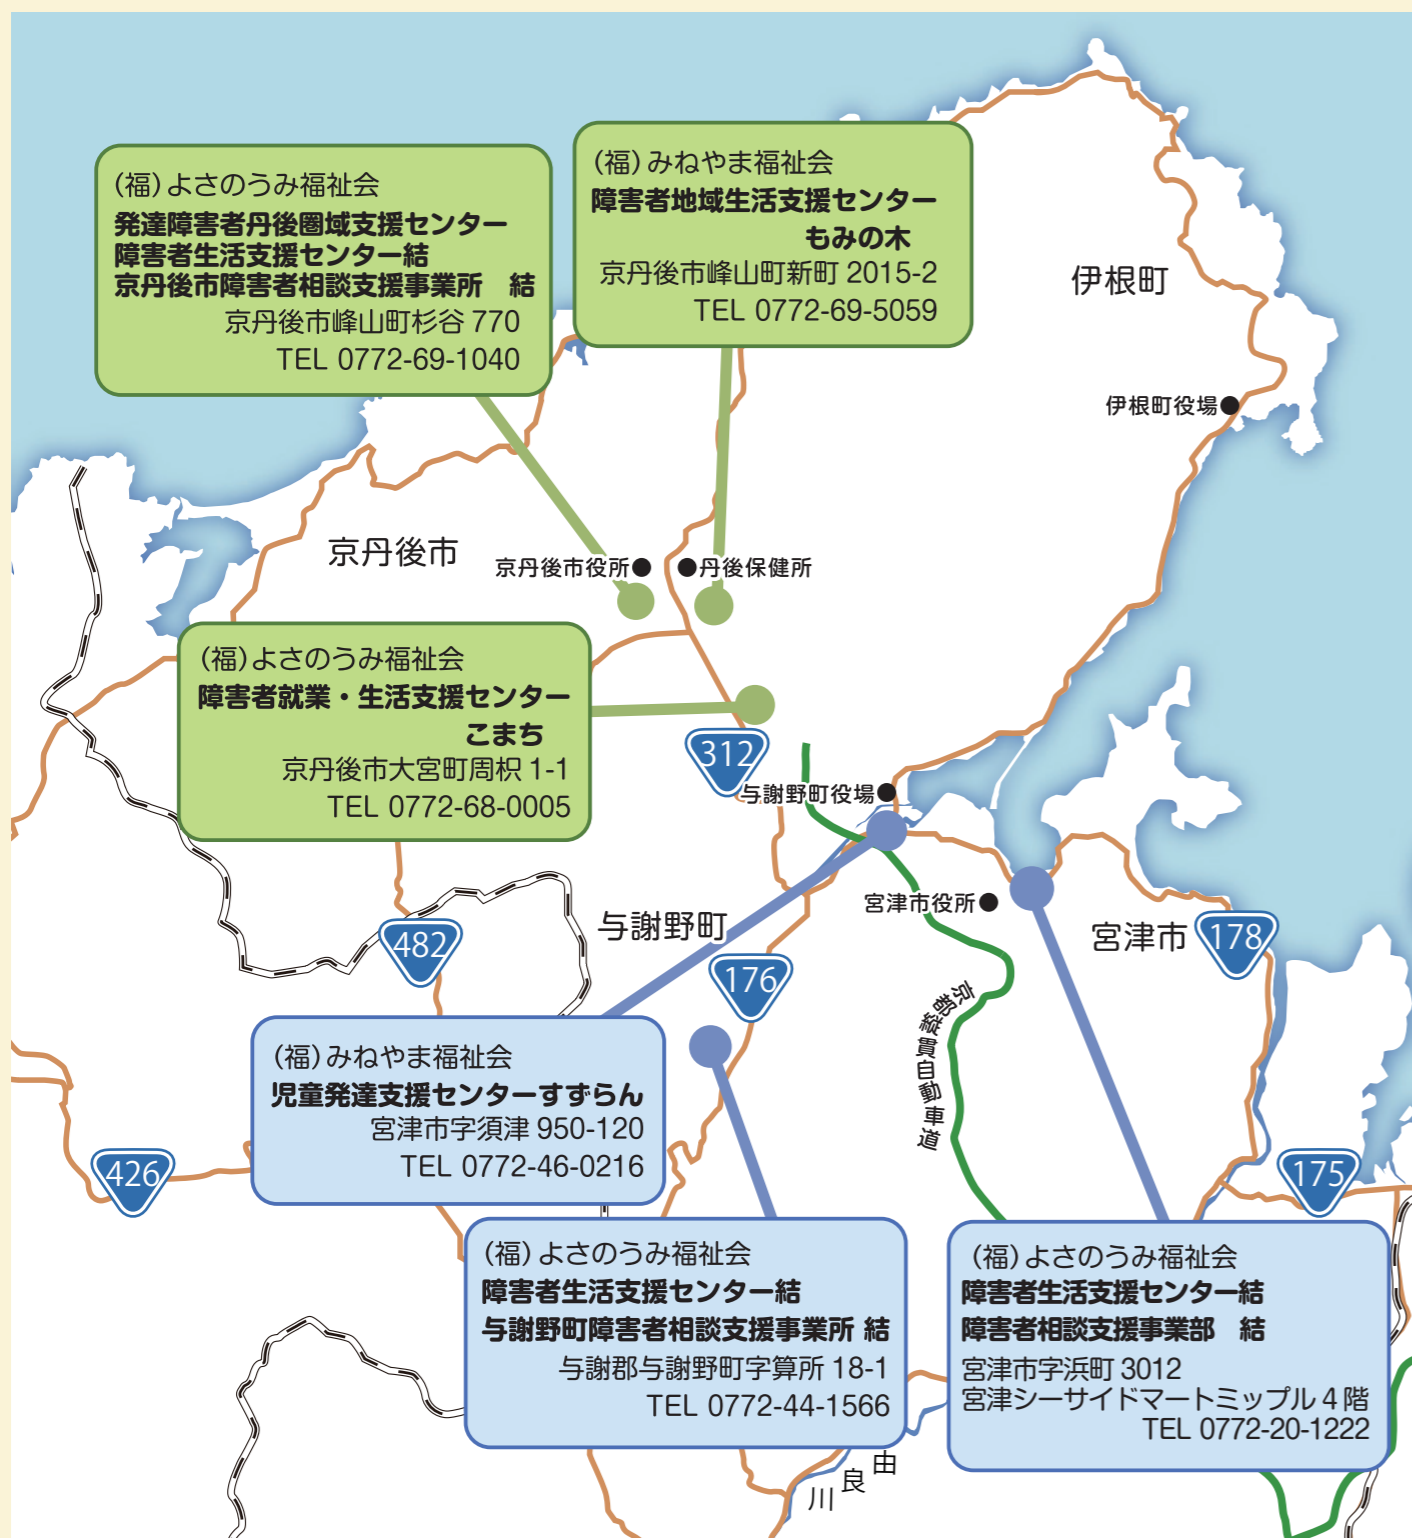 (福)よさのうみ福祉会
発達障害者丹後圏域支援センター
障害者生活支援センター結
京丹後市障害者相談支援事業所　結
京丹後市峰山町杉谷 770
TEL 0772-69-1040
(福)みねやま福祉会
障害者地域生活支援センター
もみの木
京丹後市峰山町新町 2015-2
TEL 0772-69-5059
伊根町
伊根町役場
京丹後市
京丹後市役所
丹後保健所
(福)よさのうみ福祉会
障害者就業・生活支援センター
こまち
京丹後市大宮町周枳 1-1
TEL 0772-68-0005
312
与謝野町役場
宮津市役所
与謝野町
宮津市
178
482
176
京都縦貫自動車道
(福)みねやま福祉会
児童発達支援センターすずらん
宮津市字須津 950-120
TEL 0772-46-0216
426
175
(福)よさのうみ福祉会
障害者生活支援センター結
与謝野町障害者相談支援事業所 結
与謝郡与謝野町字算所 18-1
TEL 0772-44-1566
(福)よさのうみ福祉会
障害者生活支援センター結
障害者相談支援事業部　結
宮津市字浜町 3012
宮津シーサイドマートミップル 4 階
TEL 0772-20-1222
由良川